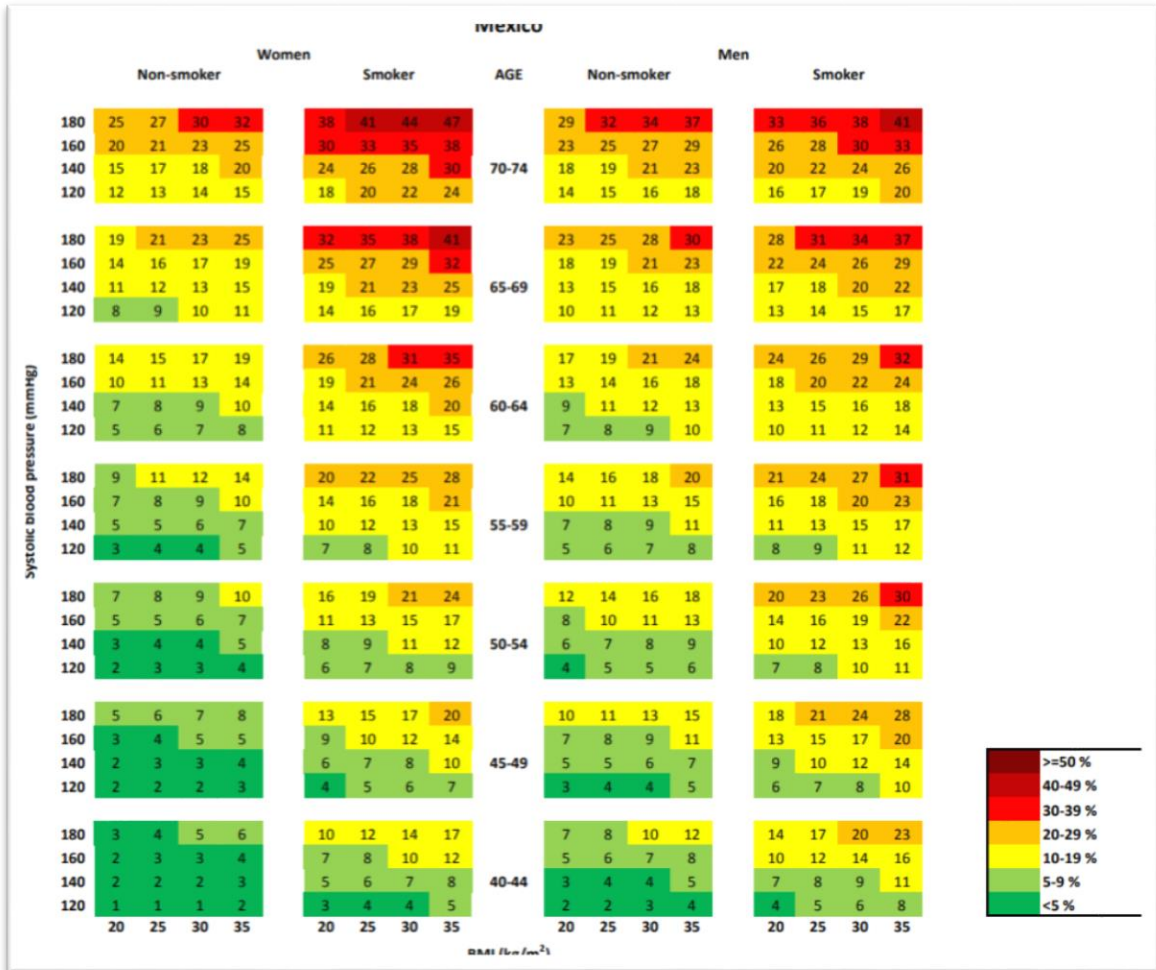 Mexico
Women Men
Non-smoker Smoker AGE Non-smoker Smoker
180 25 27 30 32 38 41 44 47 29 32 34 37 33 36 38 41
160 20 21 23 25 30 33 35 38 23 25 27 29 26 28 30 33
140 15 17 18 20 24 26 28 30 70-74 18 19 21 23 20 22 24 26
120 12 13 14 15 18 20 22 24 14 15 16 18 16 17 19 20
180 19 21 23 25 32 35 38 41 23 25 28 30 28 31 34 37
160 14 16 17 19 25 27 29 32 18 19 21 23 22 24 26 29
140 11 12 13 15 19 21 23 25 65-69 13 15 16 18 17 18 20 22
120 8 9 10 11 14 16 17 19 10 11 12 13 13 14 15 17
180 14 15 17 19 26 28 31 35 17 19 21 24 24 26 29 32
160 10 11 13 14 19 21 24 26 13 14 16 18 18 20 22 24
140 7 8 9 10 14 16 18 20 60-64 9 11 12 13 13 15 16 18
120 5 6 7 8 11 12 13 15 7 8 9 10 10 11 12 14
Systolic blood pressure (mmHg)
180 9 11 12 14 20 22 25 28 14 16 18 20 21 24 27 31
160 7 8 9 10 14 16 18 21 10 11 13 15 16 18 20 23
140 5 5 6 7 10 12 13 15 55-59 7 8 9 11 11 13 15 17
120 3 4 4 5 7 8 10 11 5 6 7 8 8 9 11 12
180 7 8 9 10 16 19 21 24 12 14 16 18 20 23 26 30
160 5 5 6 7 11 13 15 17 8 10 11 13 14 16 19 22
140 3 4 4 5 8 9 11 12 50-54 6 7 8 9 10 12 13 16
120 2 3 3 4 6 7 8 9 4 5 5 6 7 8 10 11
180 5 6 7 8 13 15 17 20 10 11 13 15 18 21 24 28
160 3 4 5 5 9 10 12 14 7 8 9 11 13 15 17 20
140 2 3 3 4 6 7 8 10 45-49 5 5 6 7 9 10 12 14
120 2 2 2 3 4 5 6 7 3 4 4 5 6 7 8 10
180 3 4 5 6 10 12 14 17 7 8 10 12 14 17 20 23
160 2 3 3 4 7 8 10 12 5 6 7 8 10 12 14 16
140 2 2 2 3 5 6 7 8 40-44 3 4 4 5 7 8 9 11
120 1 1 1 2 3 4 4 5 2 2 3 4 4 5 6 8
20 25 30 35 20 25 30 35 20 25 30 35 20 25 30 35
BMI (kg/m²)
>=50 %
40-49 %
30-39 %
20-29 %
10-19 %
5-9 %
<5 %